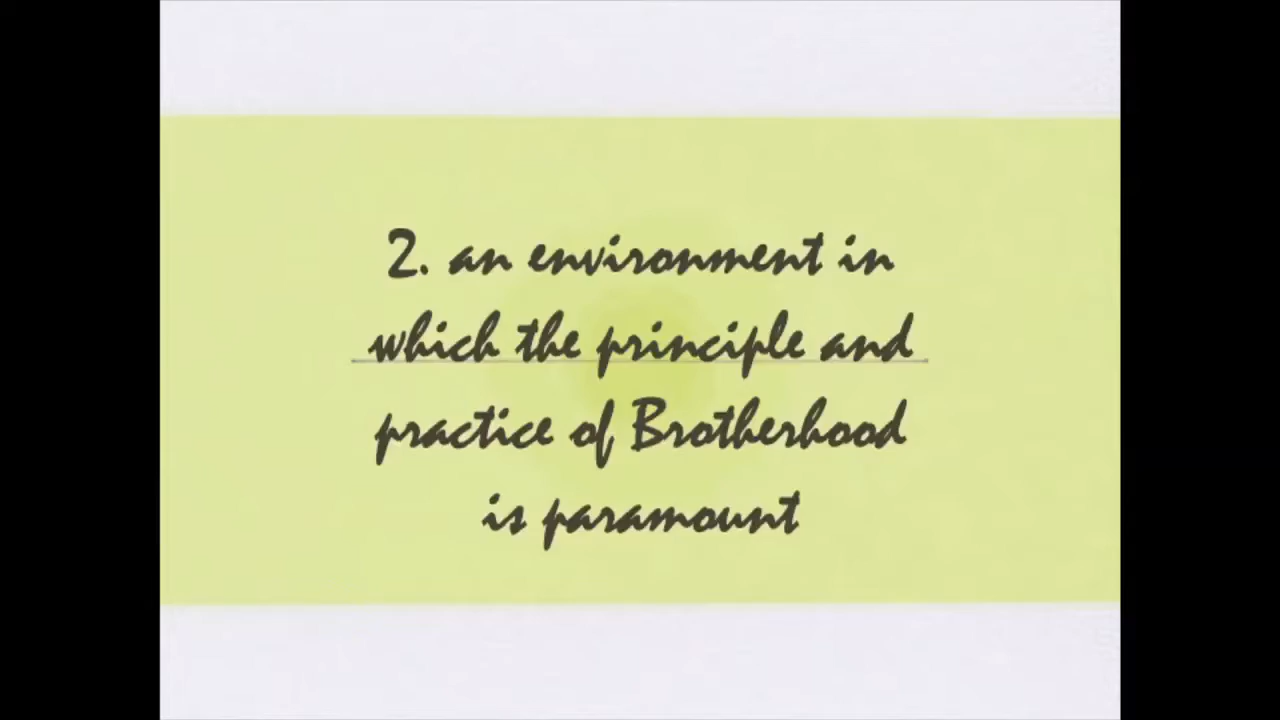 2. an environment in
which the principle and
practice of Brotherhood
is paramount